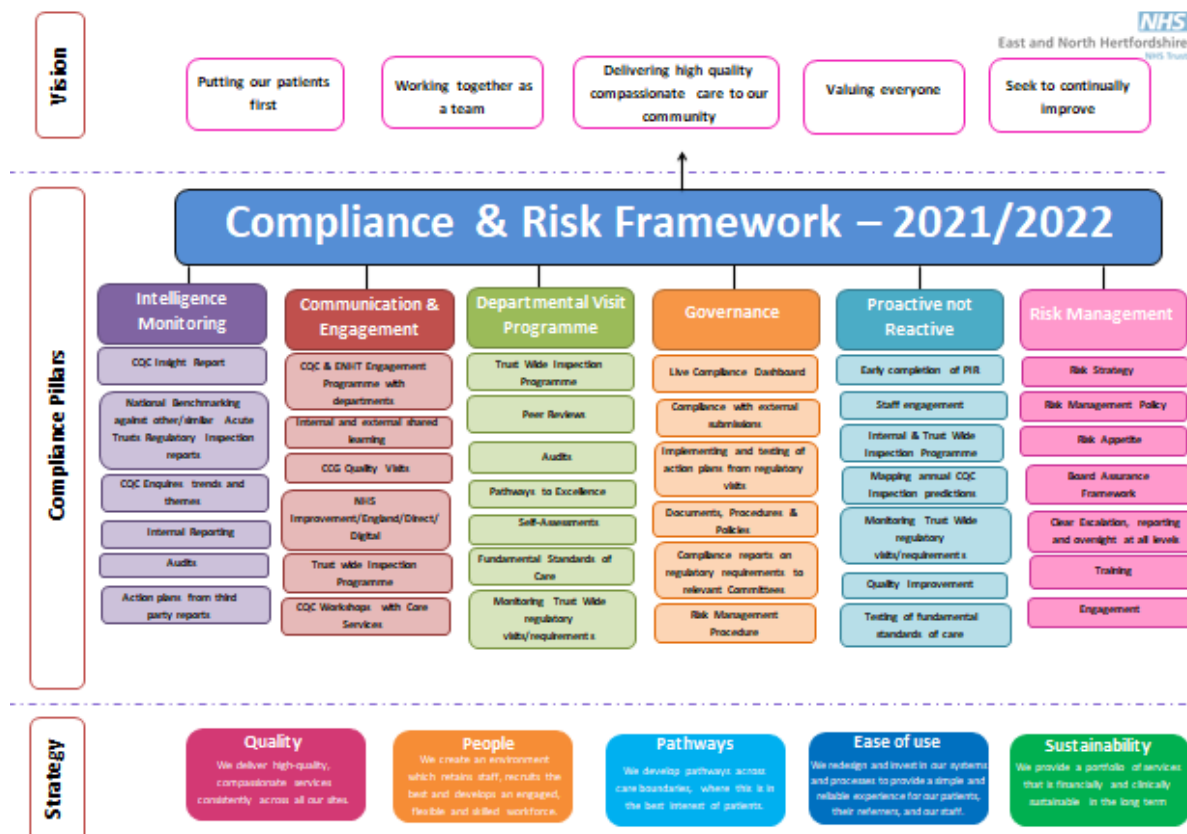 NHS
East and North Hertfordshire
NHS Trust
Vision
Putting our patients
first
Working together as
a team
Delivering high quality
compassionate care to our
community
Valuing everyone
Seek to continually
improve
Compliance Pillars
Compliance & Risk Framework – 2021/2022
Intelligence
Monitoring
CQC Insight Report
National Benchmarking
against other/similar Acute
Trusts Regulatory Inspection
reports
CQC Enquires trends and
themes
Internal Reporting
Audits
Action plans from third
party reports
Communication &
Engagement
CQC & ENHT Engagement
Programme with
departments
Internal and external shared
learning
CCG Quality Visits
NHS
Improvement/England/Direct/
Digital
Trust wide Inspection
Programme
CQC Workshops with Core
Services
Departmental Visit
Programme
Trust Wide Inspection
Programme
Peer Reviews
Audits
Pathways to Excellence
Self-Assessments
Fundamental Standards of
Care
Monitoring Trust Wide
regulatory
visits/requirements
Governance
Live Compliance Dashboard
Compliance with external
submissions
Implementing and testing of
action plans from regulatory
visits
Documents, Procedures &
Policies
Compliance reports on
regulatory requirements to
relevant Committees
Risk Management
Procedure
Proactive not
Reactive
Early completion of PIR
Staff engagement
Internal & Trust Wide
Inspection Programme
Mapping annual CQC
Inspection predictions
Monitoring Trust Wide
regulatory
visits/requirements
Quality Improvement
Testing of fundamental
standards of care
Risk Management
Risk Strategy
Risk Management Policy
Risk Appetite
Board Assurance
Framework
Clear Escalation, reporting
and oversight at all levels
Training
Engagement
Strategy
Quality
We deliver high-quality,
compassionate services
consistently across all our sites.
People
We create an environment
which retains staff, recruits the
best and develops an engaged,
flexible and skilled workforce.
Pathways
We develop pathways across
care boundaries, where this is in
the best interest of patients.
Ease of use
We redesign and invest in our systems
and processes to provide a simple and
reliable experience for our patients,
their referrers, and our staff.
Sustainability
We provide a portfolio of services
that is financially and clinically
sustainable in the long term